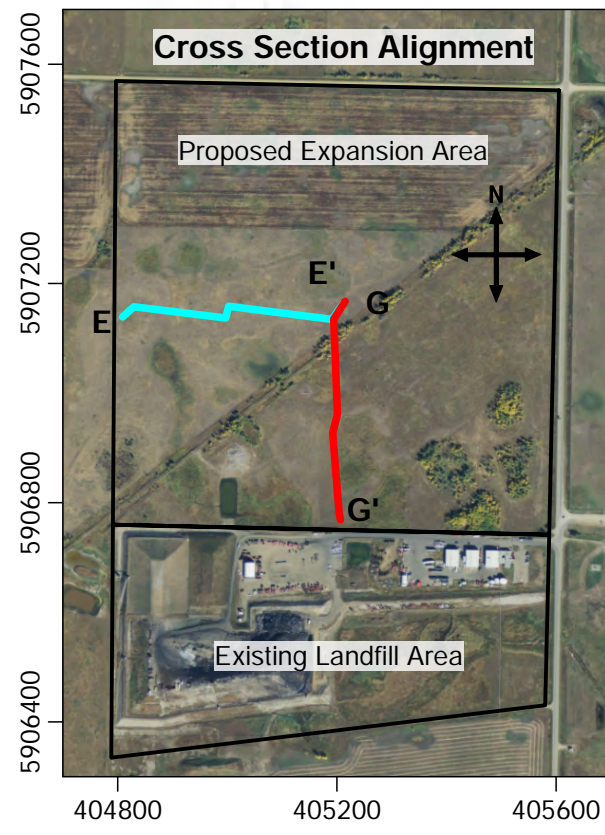 Cross Section Alignment
Proposed Expansion Area
N
E'
G
E
G'
Existing Landfill Area
5907600
5907200
5906800
5906400
404800
405200
405600